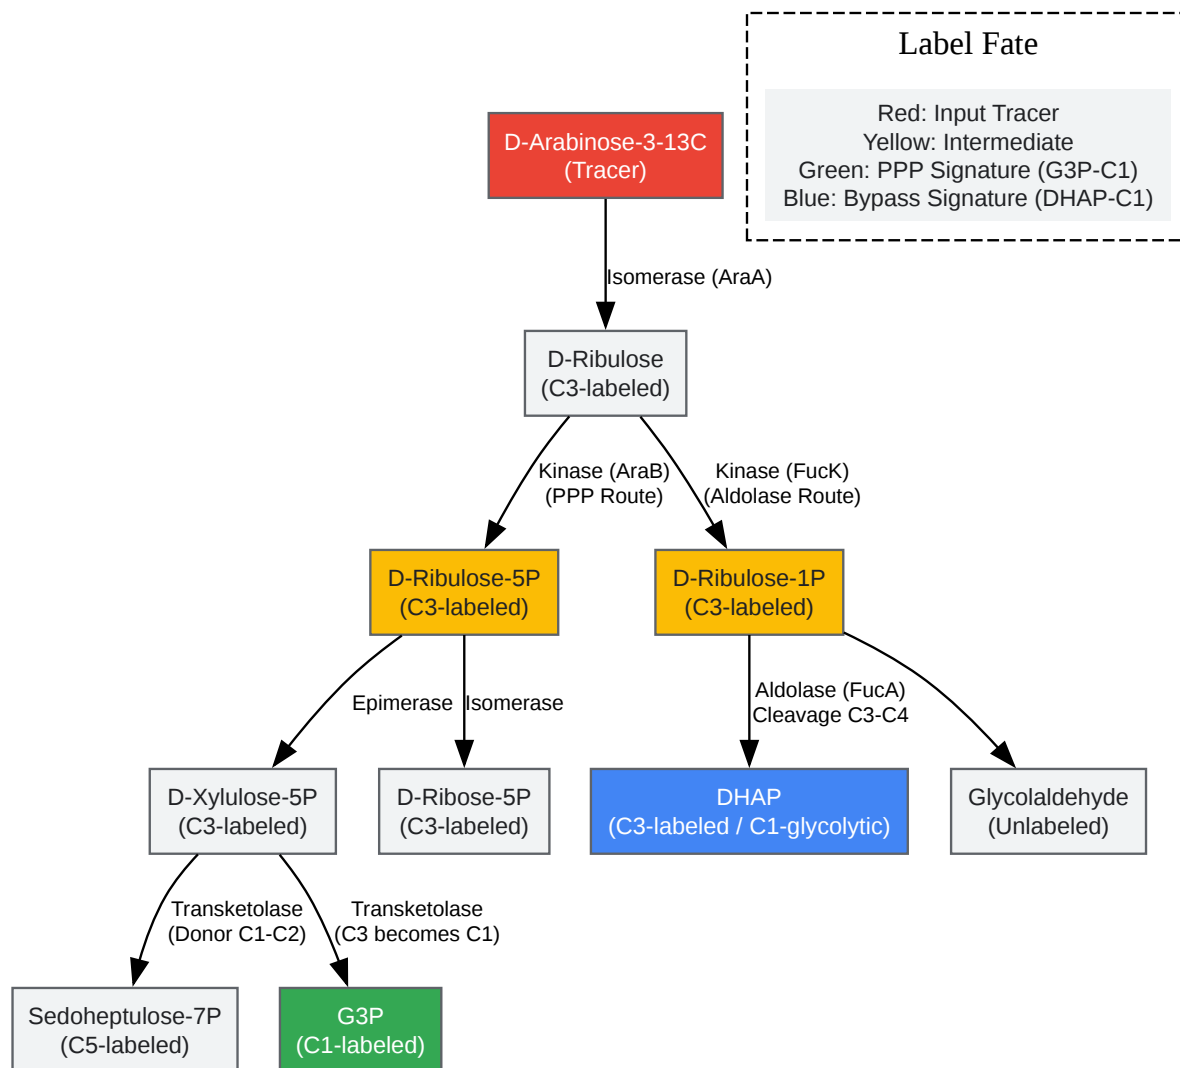 Label Fate
Red: Input Tracer
Yellow: Intermediate
Green: PPP Signature (G3P-C1)
Blue: Bypass Signature (DHAP-C1)
D-Arabinose-3-13C
(Tracer)
Isomerase (AraA)
D-Ribulose
(C3-labeled)
Kinase (AraB)
(PPP Route)
Kinase (FucK)
(Aldolase Route)
D-Ribulose-5P
(C3-labeled)
D-Ribulose-1P
(C3-labeled)
Epimerase
Isomerase
Aldolase (FucA)
Cleavage C3-C4
D-Xylulose-5P
(C3-labeled)
D-Ribose-5P
(C3-labeled)
DHAP
(C3-labeled / C1-glycolytic)
Glycolaldehyde
(Unlabeled)
Transketolase
(Donor C1-C2)
Transketolase
(C3 becomes C1)
Sedoheptulose-7P
(C5-labeled)
G3P
(C1-labeled)